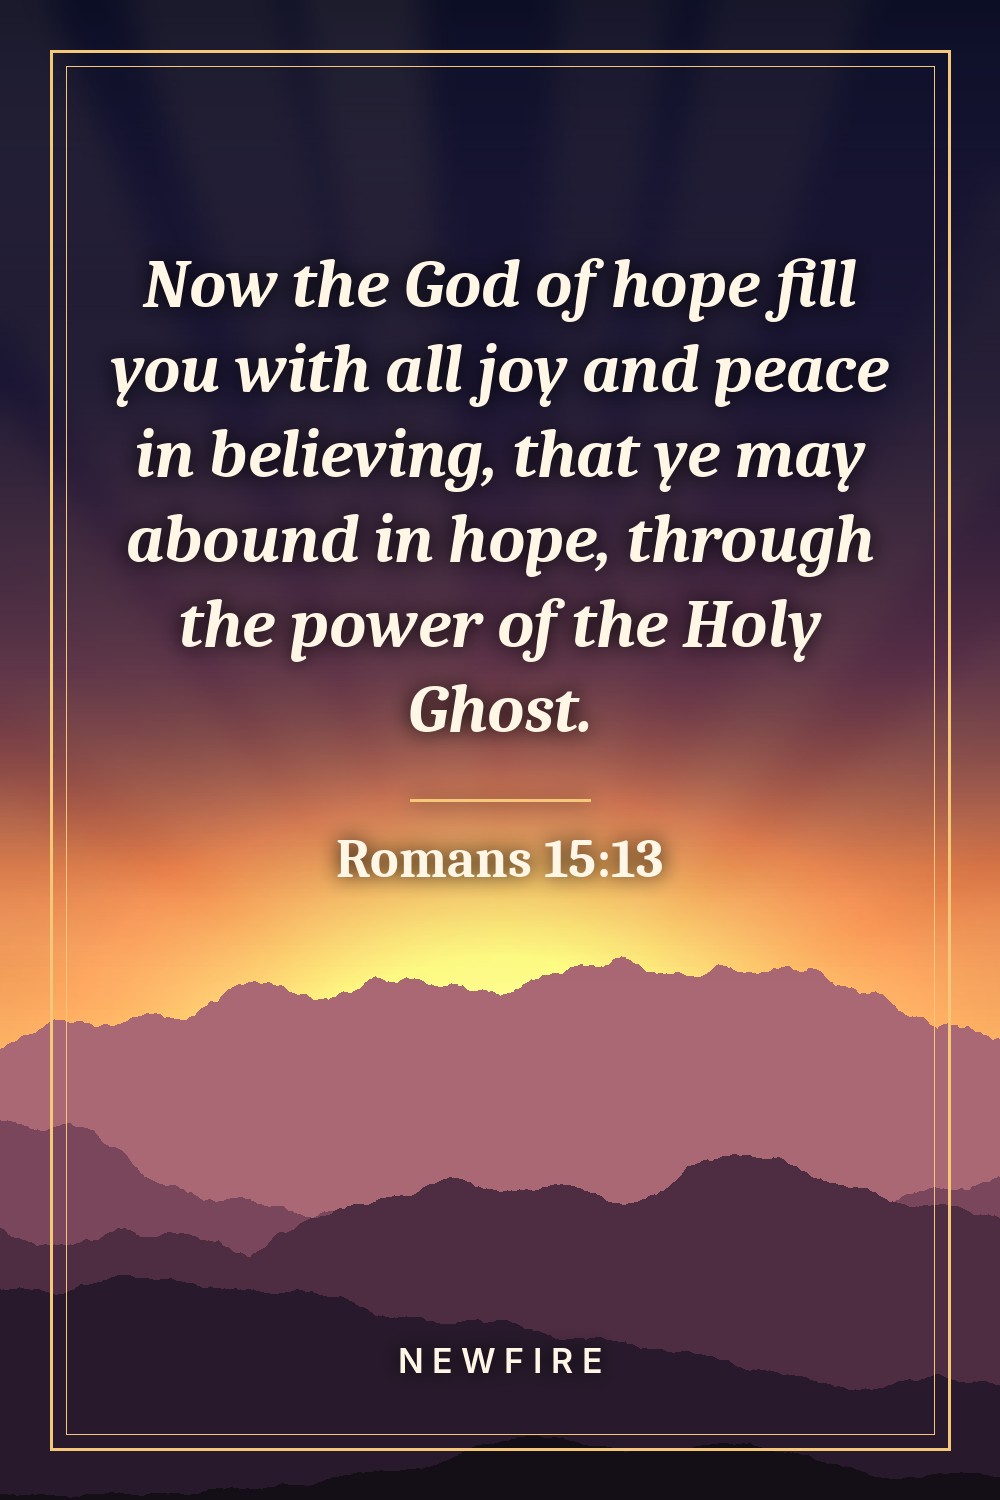 Now the God of hope fill
you with all joy and peace
in believing, that ye may
abound in hope, through
the power of the Holy
Ghost.
Romans 15:13
NEWFIRE